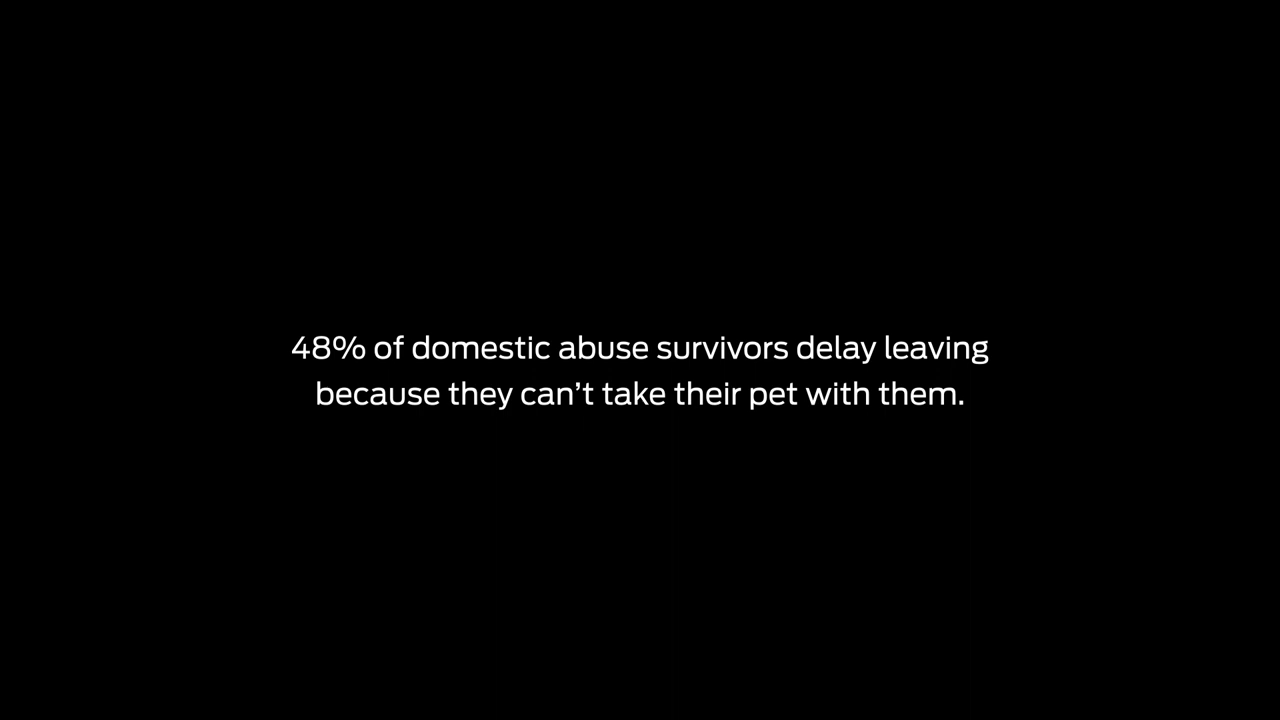 48% of domestic abuse survivors delay leaving
because they can’t take their pet with them.